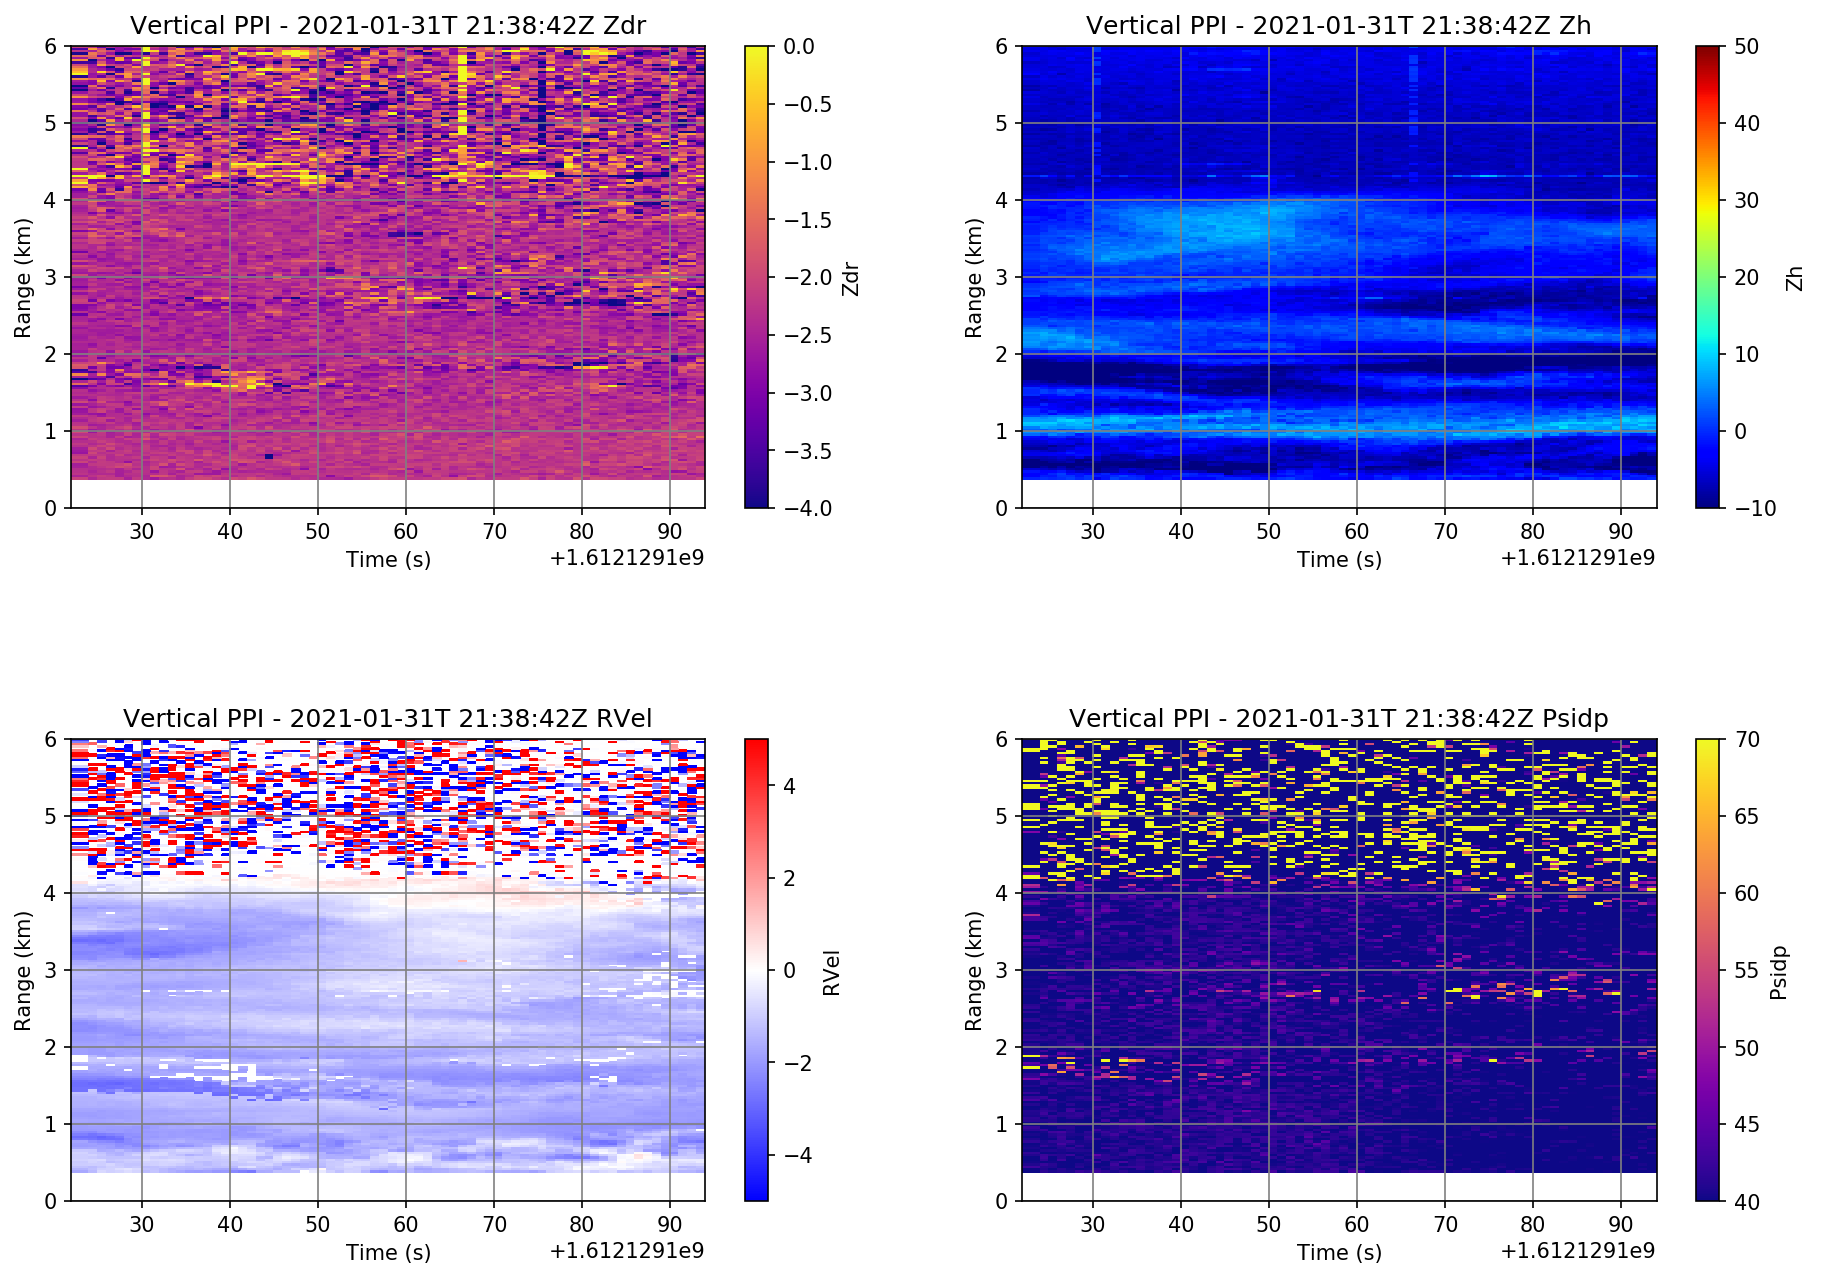 Vertical PPI - 2021-01-31T 21:38:42Z Zdr
6
5
4
3
2
1
0
Range (km)
30 40 50 60 70 80 90
Time (s)
+1.6121291e9
0.0
−0.5
−1.0
−1.5
−2.0
−2.5
−3.0
−3.5
−4.0
Zdr
Vertical PPI - 2021-01-31T 21:38:42Z Zh
6
5
4
3
2
1
0
Range (km)
30 40 50 60 70 80 90
Time (s)
+1.6121291e9
50
40
30
20
10
0
−10
Zh
Vertical PPI - 2021-01-31T 21:38:42Z RVel
6
5
4
3
2
1
0
Range (km)
30 40 50 60 70 80 90
Time (s)
+1.6121291e9
4
2
0
−2
−4
RVel
Vertical PPI - 2021-01-31T 21:38:42Z Psidp
6
5
4
3
2
1
0
Range (km)
30 40 50 60 70 80 90
Time (s)
+1.6121291e9
70
65
60
55
50
45
40
Psidp